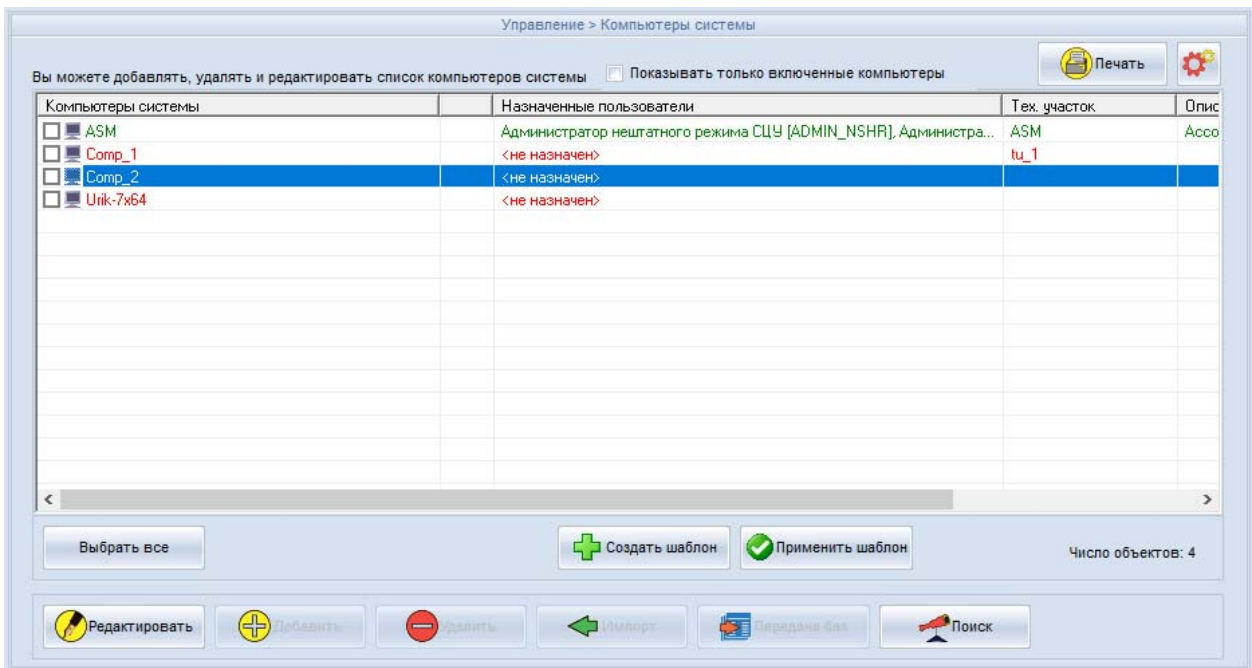 Управление > Компьютеры системы
Печать
Вы можете добавлять, удалять и редактировать список компьютеров системы Показывать только включенные компьютеры
Компьютеры системы Назначенные пользователи Тех. участок Опис
ASM Администратор нештатного режима СЦУ [ADMIN_NSHR], Администра... ASM Acco
Comp_1 <не назначен> tu_1
Comp_2 <не назначен>
Urik-7x64 <не назначен>
Выбрать все Создать шаблон Применить шаблон Число объектов: 4
Редактировать Добавить Удалить Импорт Передача баз Поиск